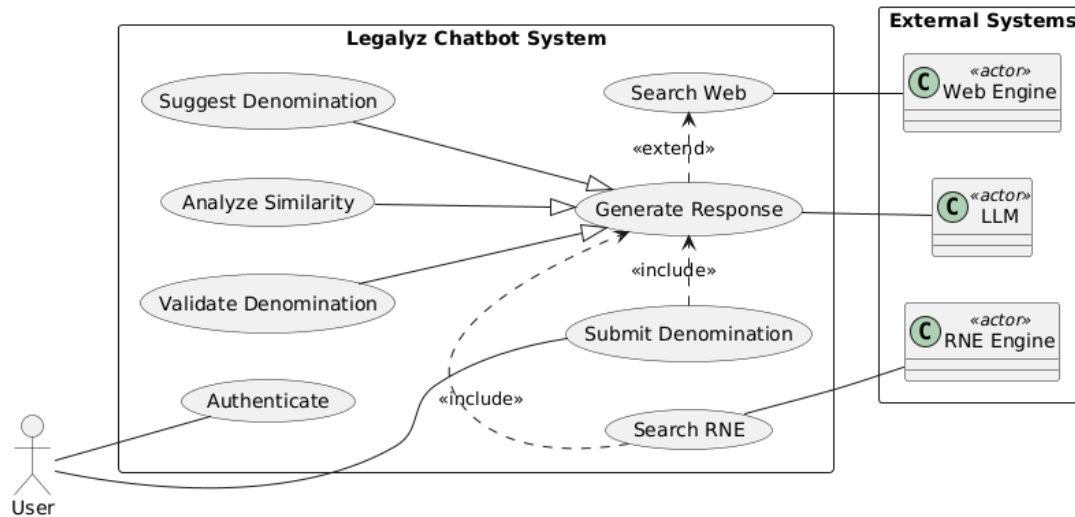 External Systems
Legalyz Chatbot System
«actor»
C
Web Engine
Suggest Denomination
Search Web
«extend»
Analyze Similarity
Generate Response
«actor»
C
LLM
«include»
Validate Denomination
Submit Denomination
«actor»
C
RNE Engine
Authenticate
«include»
Search RNE
User